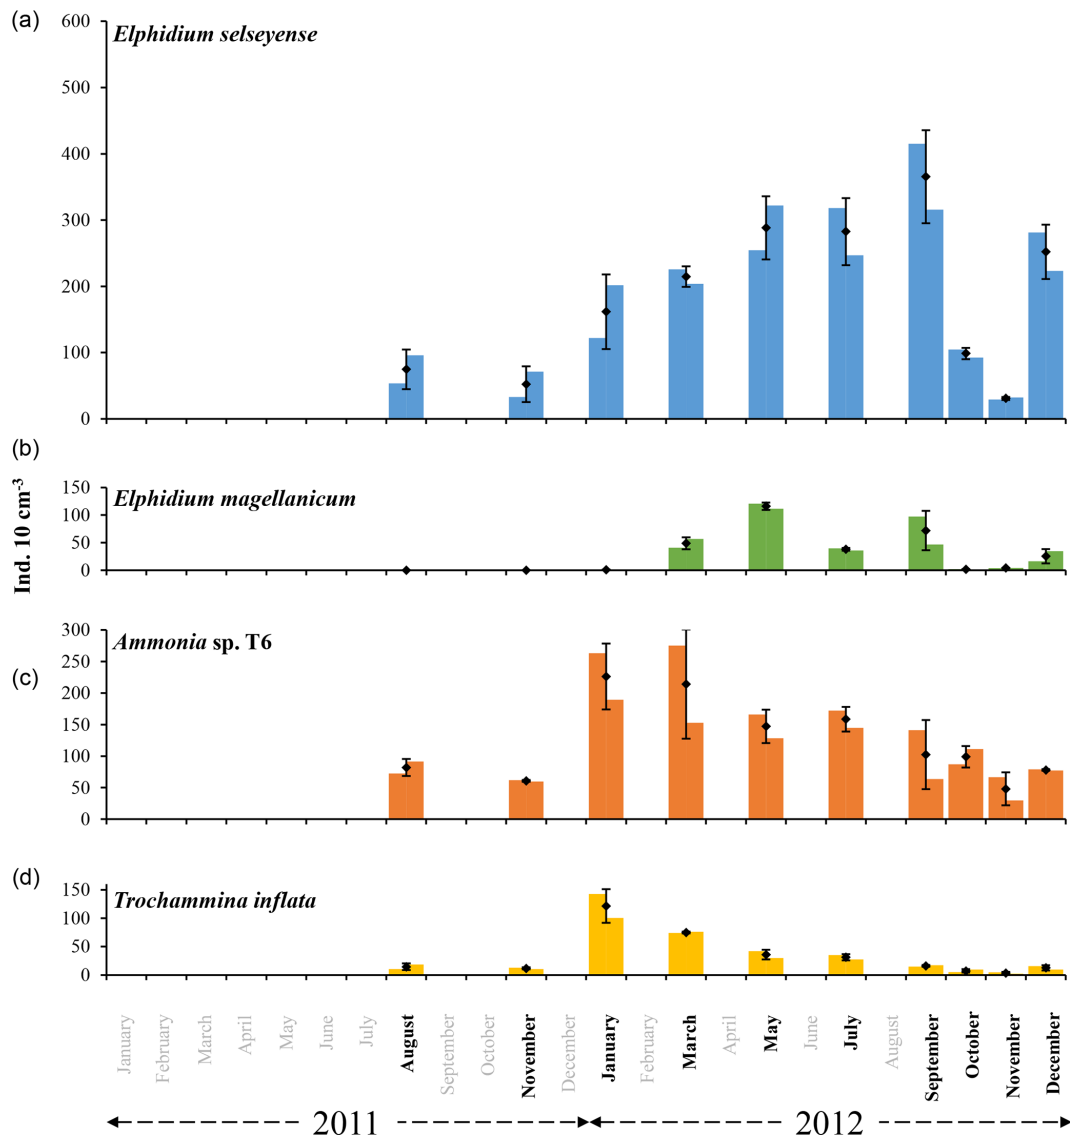 (a)
Elphidium selseyense
600
500
400
300
200
100
0
(b)
Elphidium magellanicum
150
100
50
0
Ind. 10 cm-3
Ammonia sp. T6
300
250
200
150
100
50
0
(c)
(d)
Trochammina inflata
150
100
50
0
January
February
March
April
May
June
July
August
September
October
November
December
January
February
March
April
May
June
July
August
September
October
November
December
2011
2012